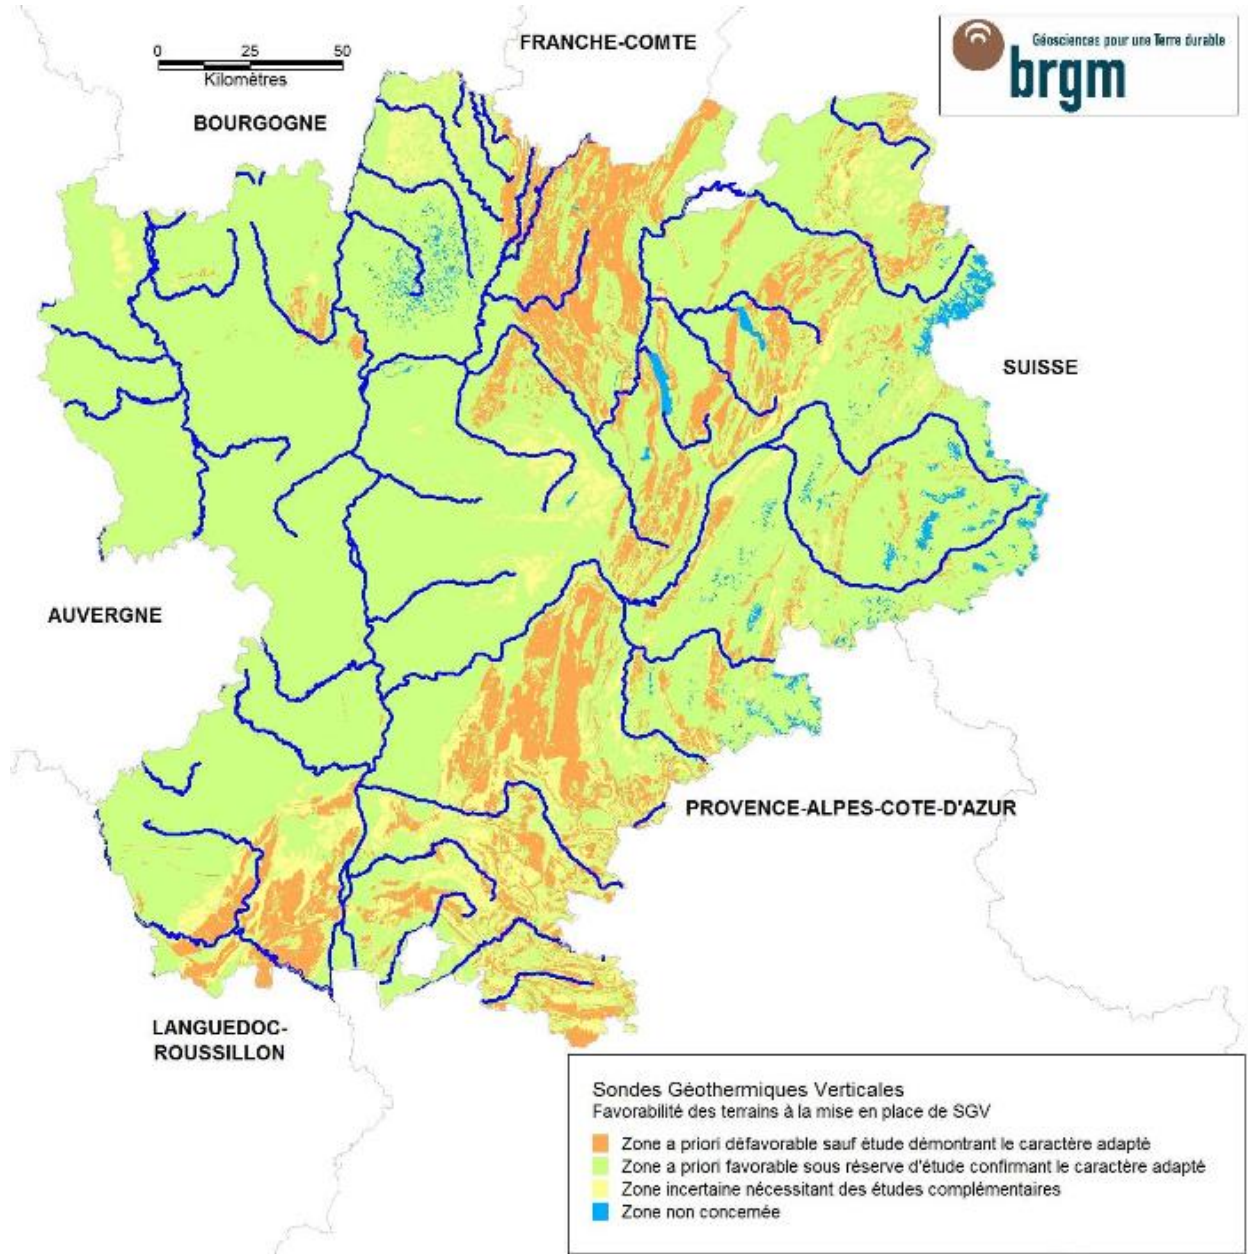 FRANCHE-COMTE
0 25 50
Kilomètres
Géosciences pour une Terre durable
brgm
BOURGOGNE
SUISSE
AUVERGNE
PROVENCE-ALPES-COTE-D'AZUR
LANGUEDOC-
ROUSSILLON
Sondes Géothermiques Verticales
Favorabilité des terrains à la mise en place de SGV
Zone a priori défavorable sauf étude démontrant le caractère adapté
Zone a priori favorable sous réserve d'étude confirmant le caractère adapté
Zone incertaine nécessitant des études complémentaires
Zone non concernée